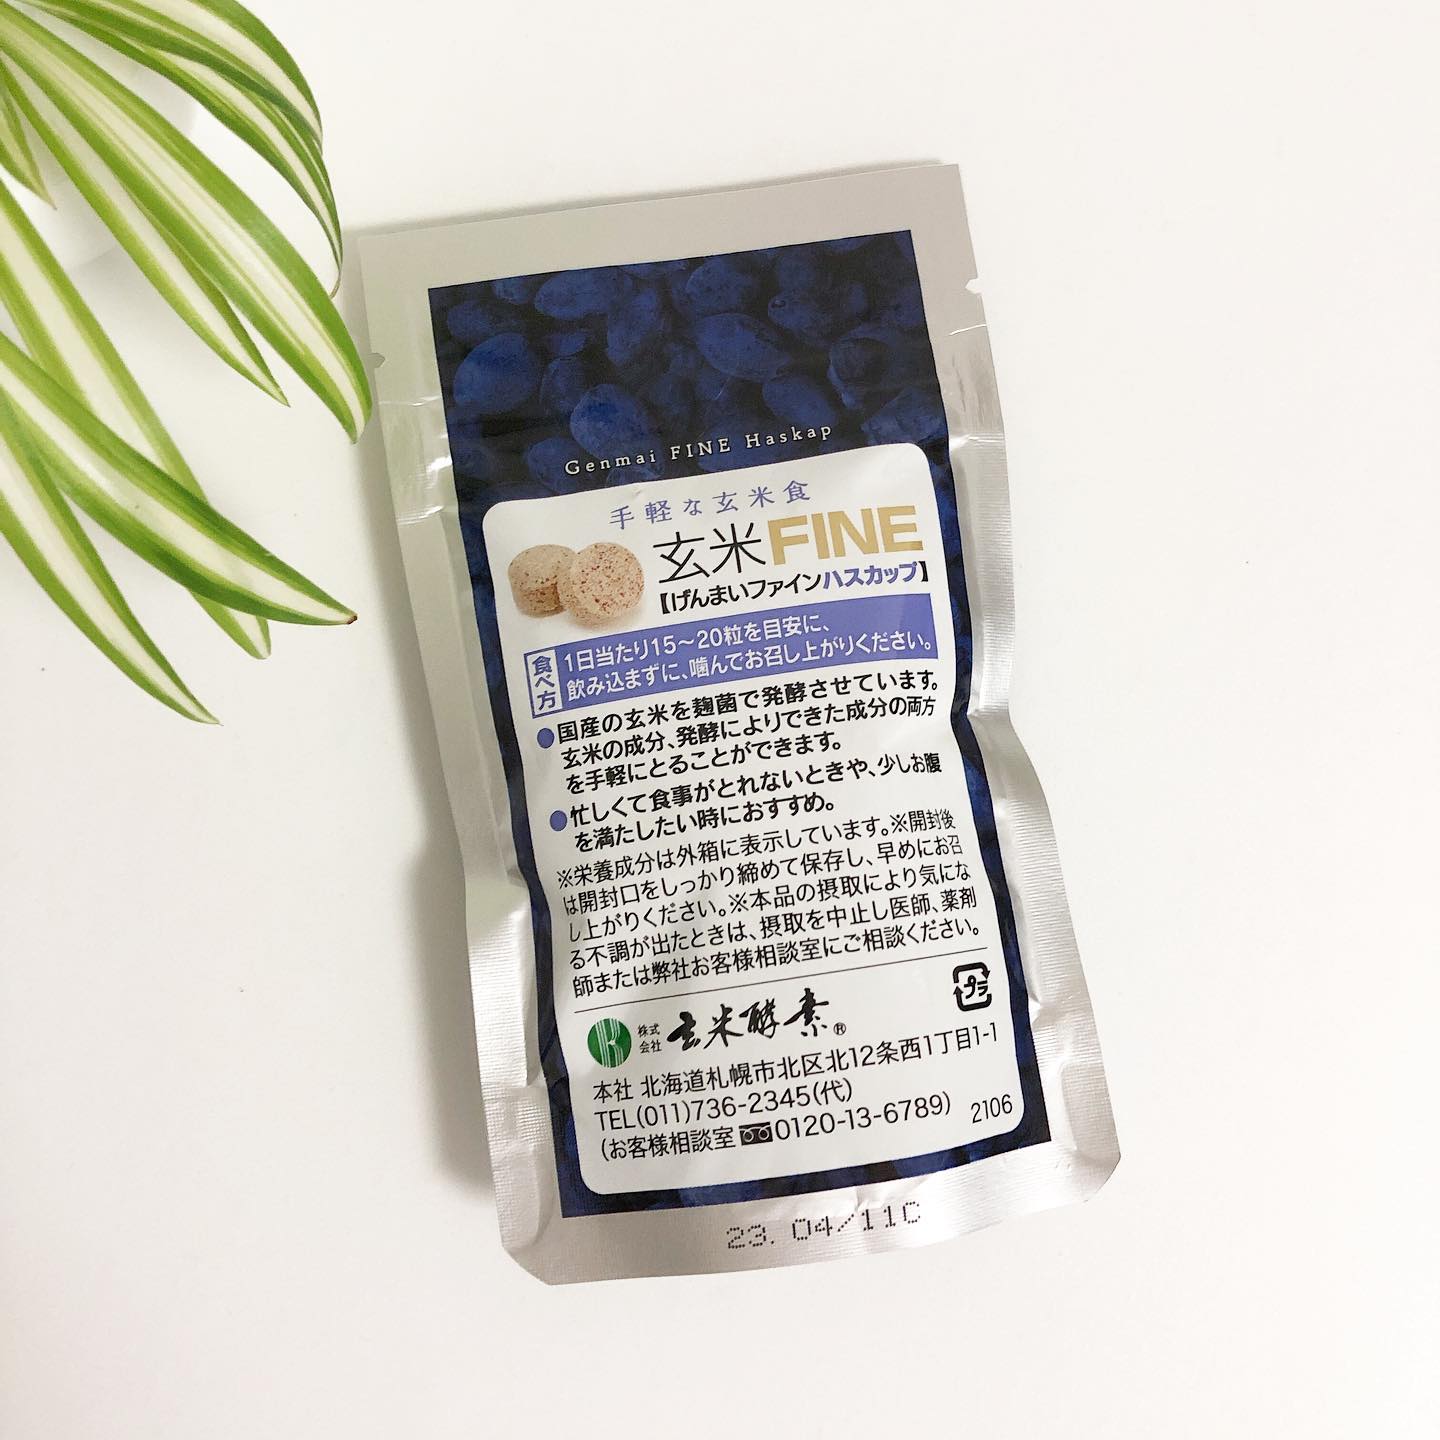 Genmai FINE Haskap
手軽な玄米食
玄米FINE
【げんまいファインハスカップ】
食べ方
1日当たり15〜20粒を目安に、
飲み込まずに、噛んでお召し上がりください。
●国産の玄米を麹菌で発酵させています。
玄米の成分、発酵によりできた成分の両方
を手軽にとることができます。
●忙しくて食事がとれないときや、少しお腹
を満たしたい時におすすめ。
※栄養成分は外箱に表示しています。※開封後
は開封口をしっかり締めて保存し、早めにお召
し上がりください。※本品の摂取により気にな
る不調が出たときは、摂取を中止し医師、薬剤
師または弊社お客様相談室にご相談ください。
プラ
株式会社 玄米酵素®
本社 北海道札幌市北区北12条西1丁目1-1
TEL(011)736-2345(代)
(お客様相談室 0120-13-6789) 2106
23. 04/11C